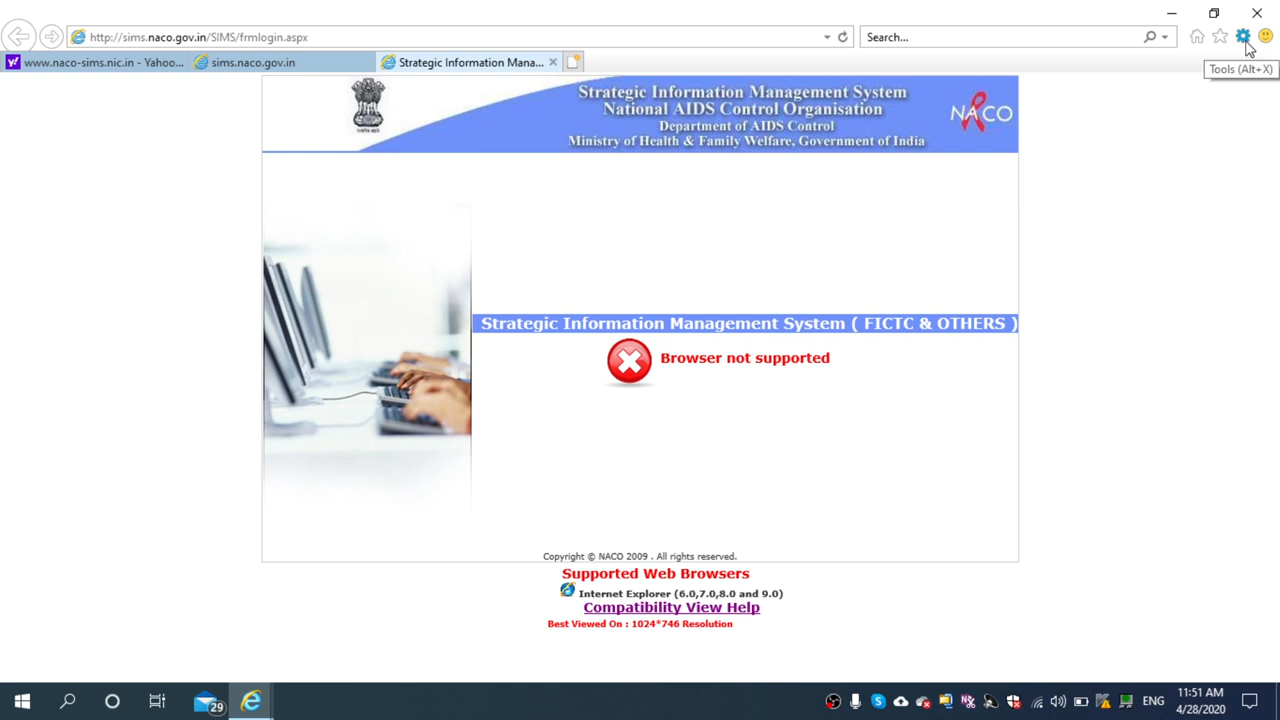 http://sims.naco.gov.in/SIMS/frmlogin.aspx
Search...
www.naco-sims.nic.in - Yahoo...
sims.naco.gov.in
Strategic Information Mana...
Tools (Alt+X)
Strategic Information Management System
National AIDS Control Organisation
Department of AIDS Control
Ministry of Health & Family Welfare, Government of India
NACO
Strategic Information Management System ( FICTC & OTHERS )
Browser not supported
Copyright © NACO 2009 . All rights reserved.
Supported Web Browsers
Internet Explorer (6.0,7.0,8.0 and 9.0)
Compatibility View Help
Best Viewed On : 1024*746 Resolution
29
ENG
11:51 AM
4/28/2020